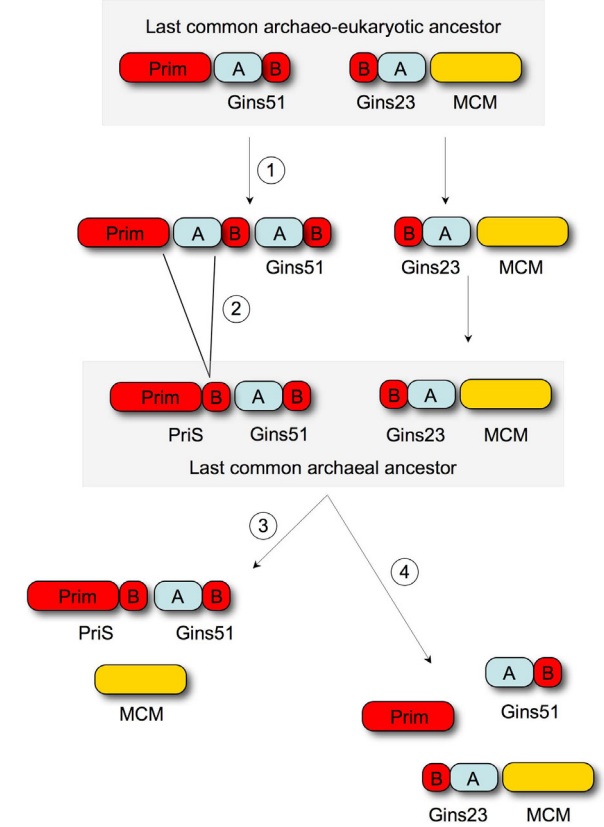 Last common archaeo-eukaryotic ancestor
Prim A B B A
Gins51 Gins23 MCM
1
Prim A B A B B A
Gins51 Gins23 MCM
2
Prim B A B B A
PriS Gins51 Gins23 MCM
Last common archaeal ancestor
3
4
Prim B A B
PriS Gins51
MCM
A B
Gins51
Prim
B A
Gins23 MCM